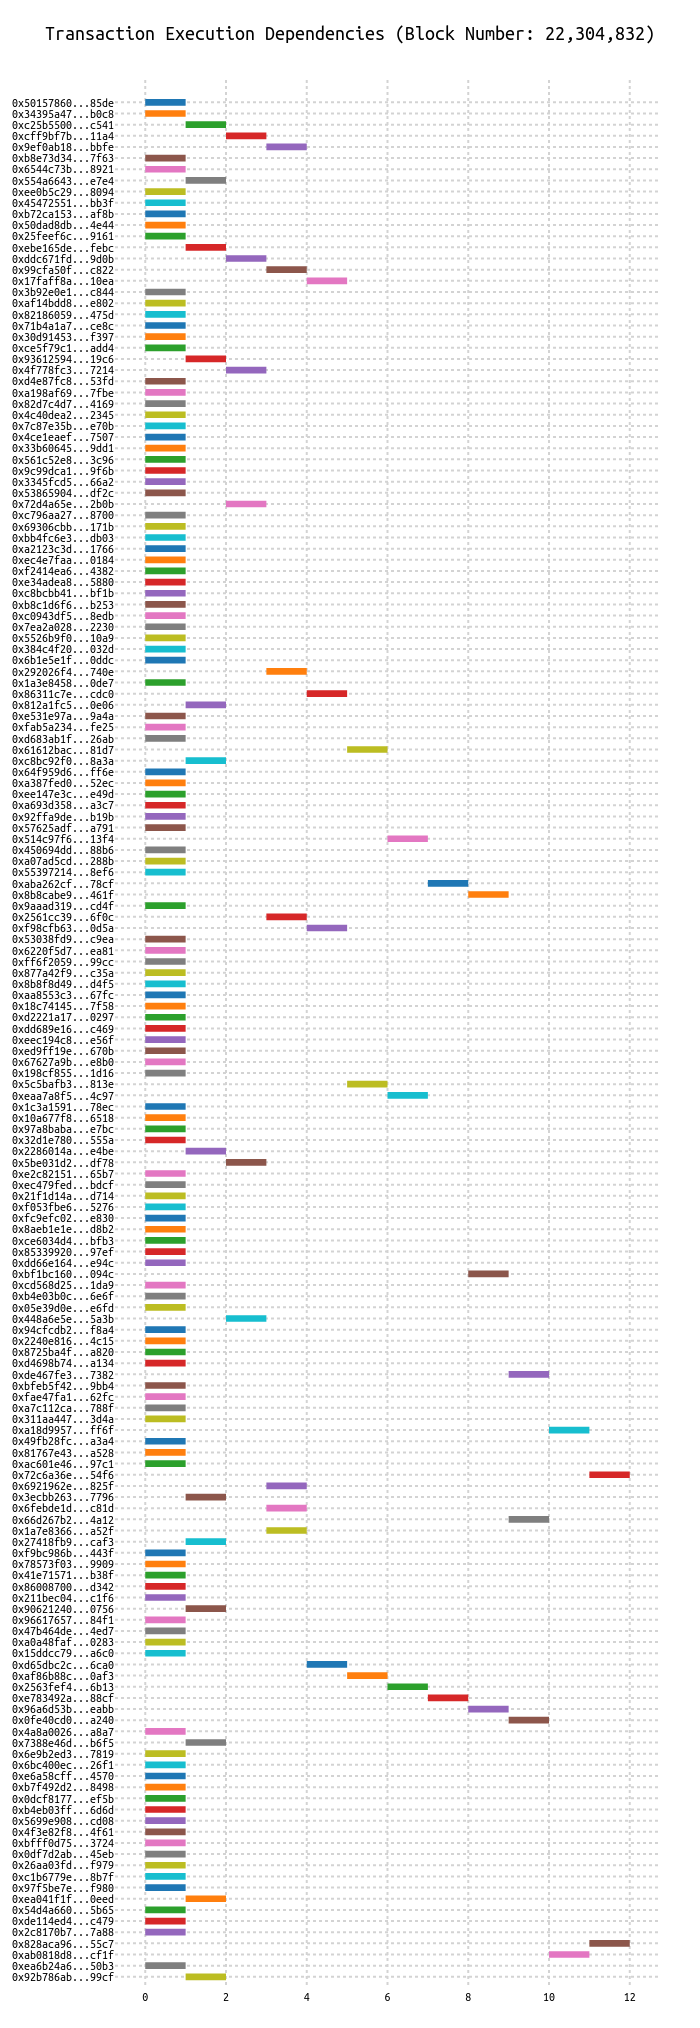 Transaction Execution Dependencies (Block Number: 22,304,832)
0x50157860...85de
0x34395a47...b0c8
0xc25b5500...c541
0xcff9bf7b...11a4
0x9ef0ab18...bbfe
0xb8e73d34...7f63
0x6544c73b...8921
0x554a6643...e7e4
0xee0b5c29...8094
0x45472551...bb3f
0xb72ca153...af8b
0x50dad8db...4e44
0x25feef6c...9161
0xebe165de...febc
0xddc671fd...9d0b
0x99cfa50f...c822
0x17faff8a...10ea
0x3b92e0e1...c844
0xaf14bdd8...e802
0x82186059...475d
0x71b4a1a7...ce8c
0x30d91453...f397
0xce5f79c1...add4
0x93612594...19c6
0x4f778fc3...7214
0xd4e87fc8...53fd
0xa198af69...7fbe
0x82d7c4d7...4169
0x4c40dea2...2345
0x7c87e35b...e70b
0x4ce1eaef...7507
0x33b60645...9dd1
0x561c52e8...3c96
0x9c99dca1...9f6b
0x3345fcd5...66a2
0x53865904...df2c
0x72d4a65e...2b0b
0xc796aa27...8700
0x69306cbb...171b
0xbb4fc6e3...db03
0xa2123c3d...1766
0xec4e7faa...0184
0xf2414ea6...4382
0xe34adea8...5880
0xc8bcbb41...bf1b
0xb8c1d6f6...b253
0xc0943df5...8edb
0x7ea2a028...2230
0x5526b9f0...10a9
0x384c4f20...032d
0x6b1e5e1f...0ddc
0x292026f4...740e
0x1a3e8458...0de7
0x86311c7e...cdc0
0x812a1fc5...0e06
0xe531e97a...9a4a
0xfab5a234...fe25
0xd683ab1f...26ab
0x61612bac...81d7
0xc8bc92f0...8a3a
0x64f959d6...ff6e
0xa387fed0...52ec
0xee147e3c...e49d
0xa693d358...a3c7
0x92ffa9de...b19b
0x57625adf...a791
0x514c97f6...13f4
0x450694dd...88b6
0xa07ad5cd...288b
0x55397214...8ef6
0xaba262cf...78cf
0x8b8cabe9...461f
0x9aaad319...cd4f
0x2561cc39...6f0c
0xf98cfb63...0d5a
0x53038fd9...c9ea
0x6220f5d7...ea81
0xff6f2059...99cc
0x877a42f9...c35a
0x8b8f8d49...d4f5
0xaa8553c3...67fc
0x18c74145...7f58
0xd2221a17...0297
0xdd689e16...c469
0xeec194c8...e56f
0xed9ff19e...670b
0x67627a9b...e8b0
0x198cf855...1d16
0x5c5bafb3...813e
0xeaa7a8f5...4c97
0x1c3a1591...78ec
0x10a677f8...6518
0x97a8baba...e7bc
0x32d1e780...555a
0x2286014a...e4be
0x5be031d2...df78
0xe2c82151...65b7
0xec479fed...bdcf
0x21f1d14a...d714
0xf053fbe6...5276
0xfc9efc02...e830
0x8aeb1e1e...d8b2
0xce6034d4...bfb3
0x85339920...97ef
0xdd66e164...e94c
0xbf1bc160...094c
0xcd568d25...1da9
0xb4e03b0c...6e6f
0x05e39d0e...e6fd
0x448a6e5e...5a3b
0x94cfcdb2...f8a4
0x2240e816...4c15
0x8725ba4f...a820
0xd4698b74...a134
0xde467fe3...7382
0xbfeb5f42...9bb4
0xfae47fa1...62fc
0xa7c112ca...788f
0x311aa447...3d4a
0xa18d9957...ff6f
0x49fb28fc...a3a4
0x81767e43...a528
0xac601e46...97c1
0x72c6a36e...54f6
0x6921962e...825f
0x3ecbb263...7796
0x6febde1d...c81d
0x66d267b2...4a12
0x1a7e8366...a52f
0x27418fb9...caf3
0xf9bc986b...443f
0x78573f03...9909
0x41e71571...b38f
0x86008700...d342
0x211bec04...c1f6
0x90621240...0756
0x96617657...84f1
0x47b464de...4ed7
0xa0a48faf...0283
0x15ddcc79...a6c0
0xd65dbc2c...6ca0
0xaf86b88c...0af3
0x2563fef4...6b13
0xe783492a...88cf
0x96a6d53b...eabb
0x0fe40cd0...a240
0x4a8a0026...a8a7
0x7388e46d...b6f5
0x6e9b2ed3...7819
0x6bc400ec...26f1
0xe6a58cff...4570
0xb7f492d2...8498
0x0dcf8177...ef5b
0xb4eb03ff...6d6d
0x5699e908...cd08
0x4f3e82f8...4f61
0xbfff0d75...3724
0x0df7d2ab...45eb
0x26aa03fd...f979
0xc1b6779e...8b7f
0x97f5be7e...f980
0xea041f1f...0eed
0x54d4a660...5b65
0xde114ed4...c479
0x2c8170b7...7a88
0x828aca96...55c7
0xab0818d8...cf1f
0xea6b24a6...50b3
0x92b786ab...99cf
0 2 4 6 8 10 12